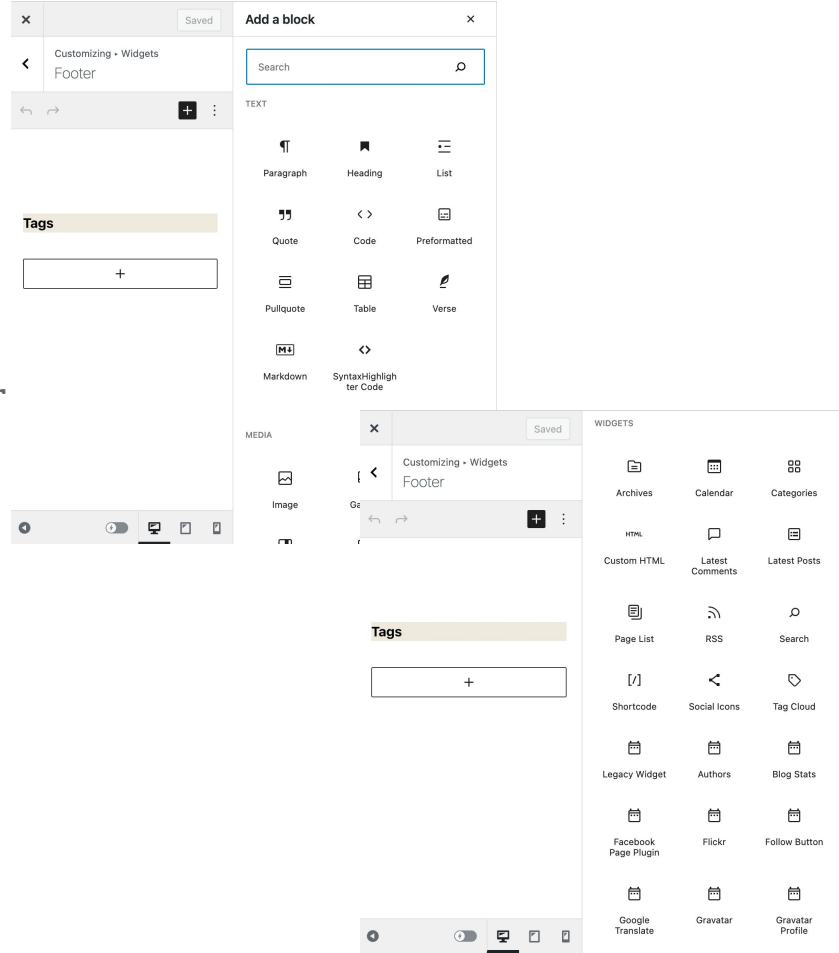 Saved
Add a block
Customizing ▸ Widgets
Footer
Search
TEXT
Paragraph
Heading
List
Quote
Code
Preformatted
Tags
Pullquote
Table
Verse
M
Markdown
SyntaxHighligh
ter Code
MEDIA
Image
Ga
Saved
WIDGETS
Customizing ▸ Widgets
Footer
Archives
Calendar
Categories
HTML
Custom HTML
Latest
Comments
Latest Posts
Page List
RSS
Search
Tags
[/]
Shortcode
Social Icons
Tag Cloud
Legacy Widget
Authors
Blog Stats
Facebook
Page Plugin
Flickr
Follow Button
Google
Translate
Gravatar
Gravatar
Profile